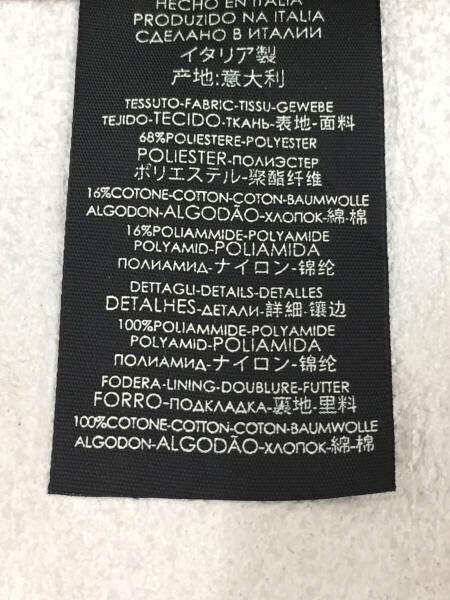 HECHO EN ITALIA
PRODUZIDO NA ITALIA
СДЕЛАНО В ИТАЛИИ
イタリア製
产地:意大利
TESSUTO-FABRIC-TISSU-GEWEBE
TEJIDO-TECIDO-ТКАНЬ-表地-面料
68%POLIESTERE-POLYESTER
POLIESTER-ПОЛИЭСТЕР
ポリエステル-聚酯纤维
16%COTONE-COTTON-COTON-BAUMWOLLE
ALGODON-ALGODÃO-ХЛОПОК-綿-棉
16%POLIAMMIDE-POLYAMIDE
POLYAMID-POLIAMIDA
ПОЛИАМИД-ナイロン-锦纶
DETTAGLI-DETAILS-DETALLES
DETALHES-ДЕТАЛИ-詳細-镶边
100%POLIAMMIDE-POLYAMIDE
POLYAMID-POLIAMIDA
ПОЛИАМИД-ナイロン-锦纶
FODERA-LINING-DOUBLURE-FUTTER
FORRO-ПОДКЛАДКА-裏地-里料
100%COTONE-COTTON-COTON-BAUMWOLLE
ALGODON-ALGODÃO-ХЛОПОК-綿-棉